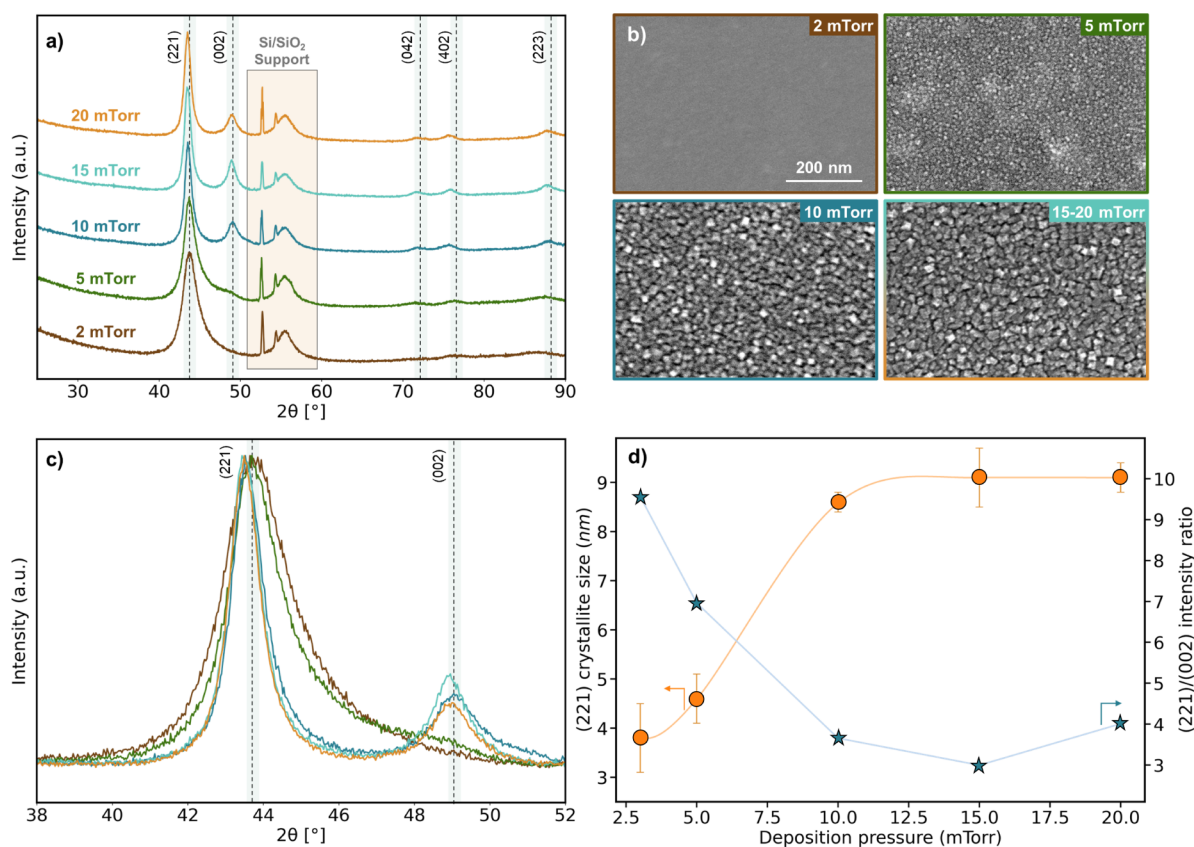 a)
(221)
(002)
Si/SiO₂
Support
(042)
(402)
(223)
20 mTorr
15 mTorr
10 mTorr
5 mTorr
2 mTorr
Intensity (a.u.)
30 40 50 60 70 80 90
2θ [°]
b)
2 mTorr
200 nm
5 mTorr
10 mTorr
15-20 mTorr
c)
(221)
(002)
Intensity (a.u.)
38 40 42 44 46 48 50 52
2θ [°]
d)
(221) crystallite size (nm)
9
8
7
6
5
4
3
(221)/(002) intensity ratio
10
9
8
7
6
5
4
3
2.5 5.0 7.5 10.0 12.5 15.0 17.5 20.0
Deposition pressure (mTorr)